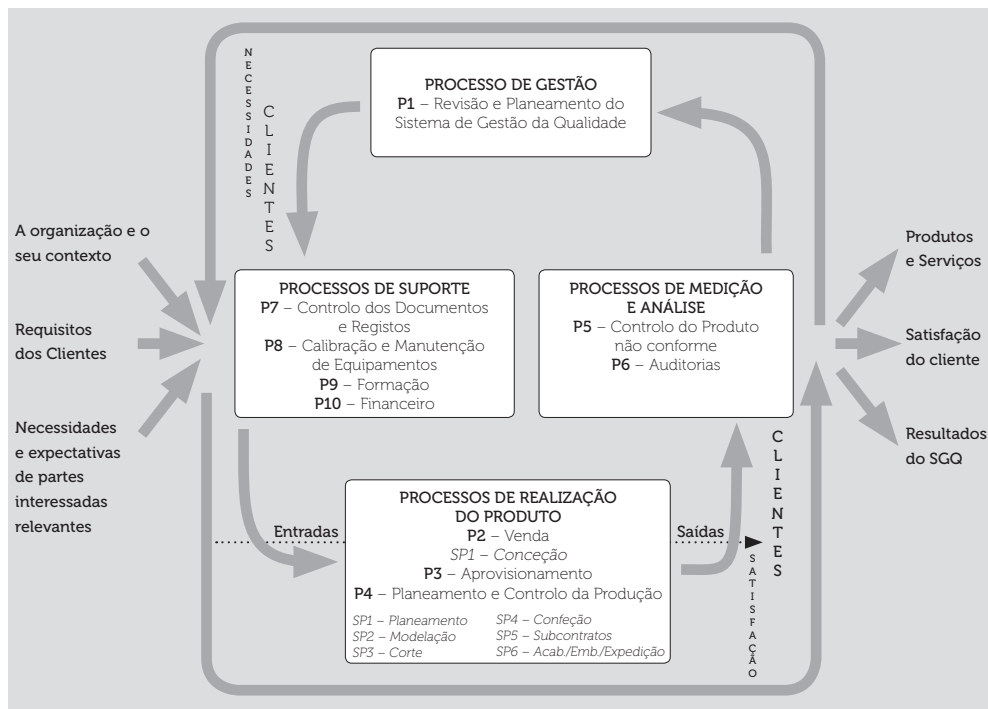 NECESSIDADES
CLIENTES
PROCESSO DE GESTÃO
P1 – Revisão e Planeamento do
Sistema de Gestão da Qualidade
A organização e o
seu contexto
Requisitos
dos Clientes
Necessidades
e expectativas
de partes
interessadas
relevantes
PROCESSOS DE SUPORTE
P7 – Controlo dos Documentos
e Registos
P8 – Calibração e Manutenção
de Equipamentos
P9 – Formação
P10 – Financeiro
PROCESSOS DE MEDIÇÃO
E ANÁLISE
P5 – Controlo do Produto
não conforme
P6 – Auditorias
Produtos
e Serviços
Satisfação
do cliente
Resultados
do SGQ
Entradas
PROCESSOS DE REALIZAÇÃO
DO PRODUTO
P2 – Venda
SP1 – Conceção
P3 – Aprovisionamento
P4 – Planeamento e Controlo da Produção
SP1 – Planeamento
SP2 – Modelação
SP3 – Corte
SP4 – Confeção
SP5 – Subcontratos
SP6 – Acab./Emb./Expedição
Saídas
CLIENTES
SATISFAÇÃO